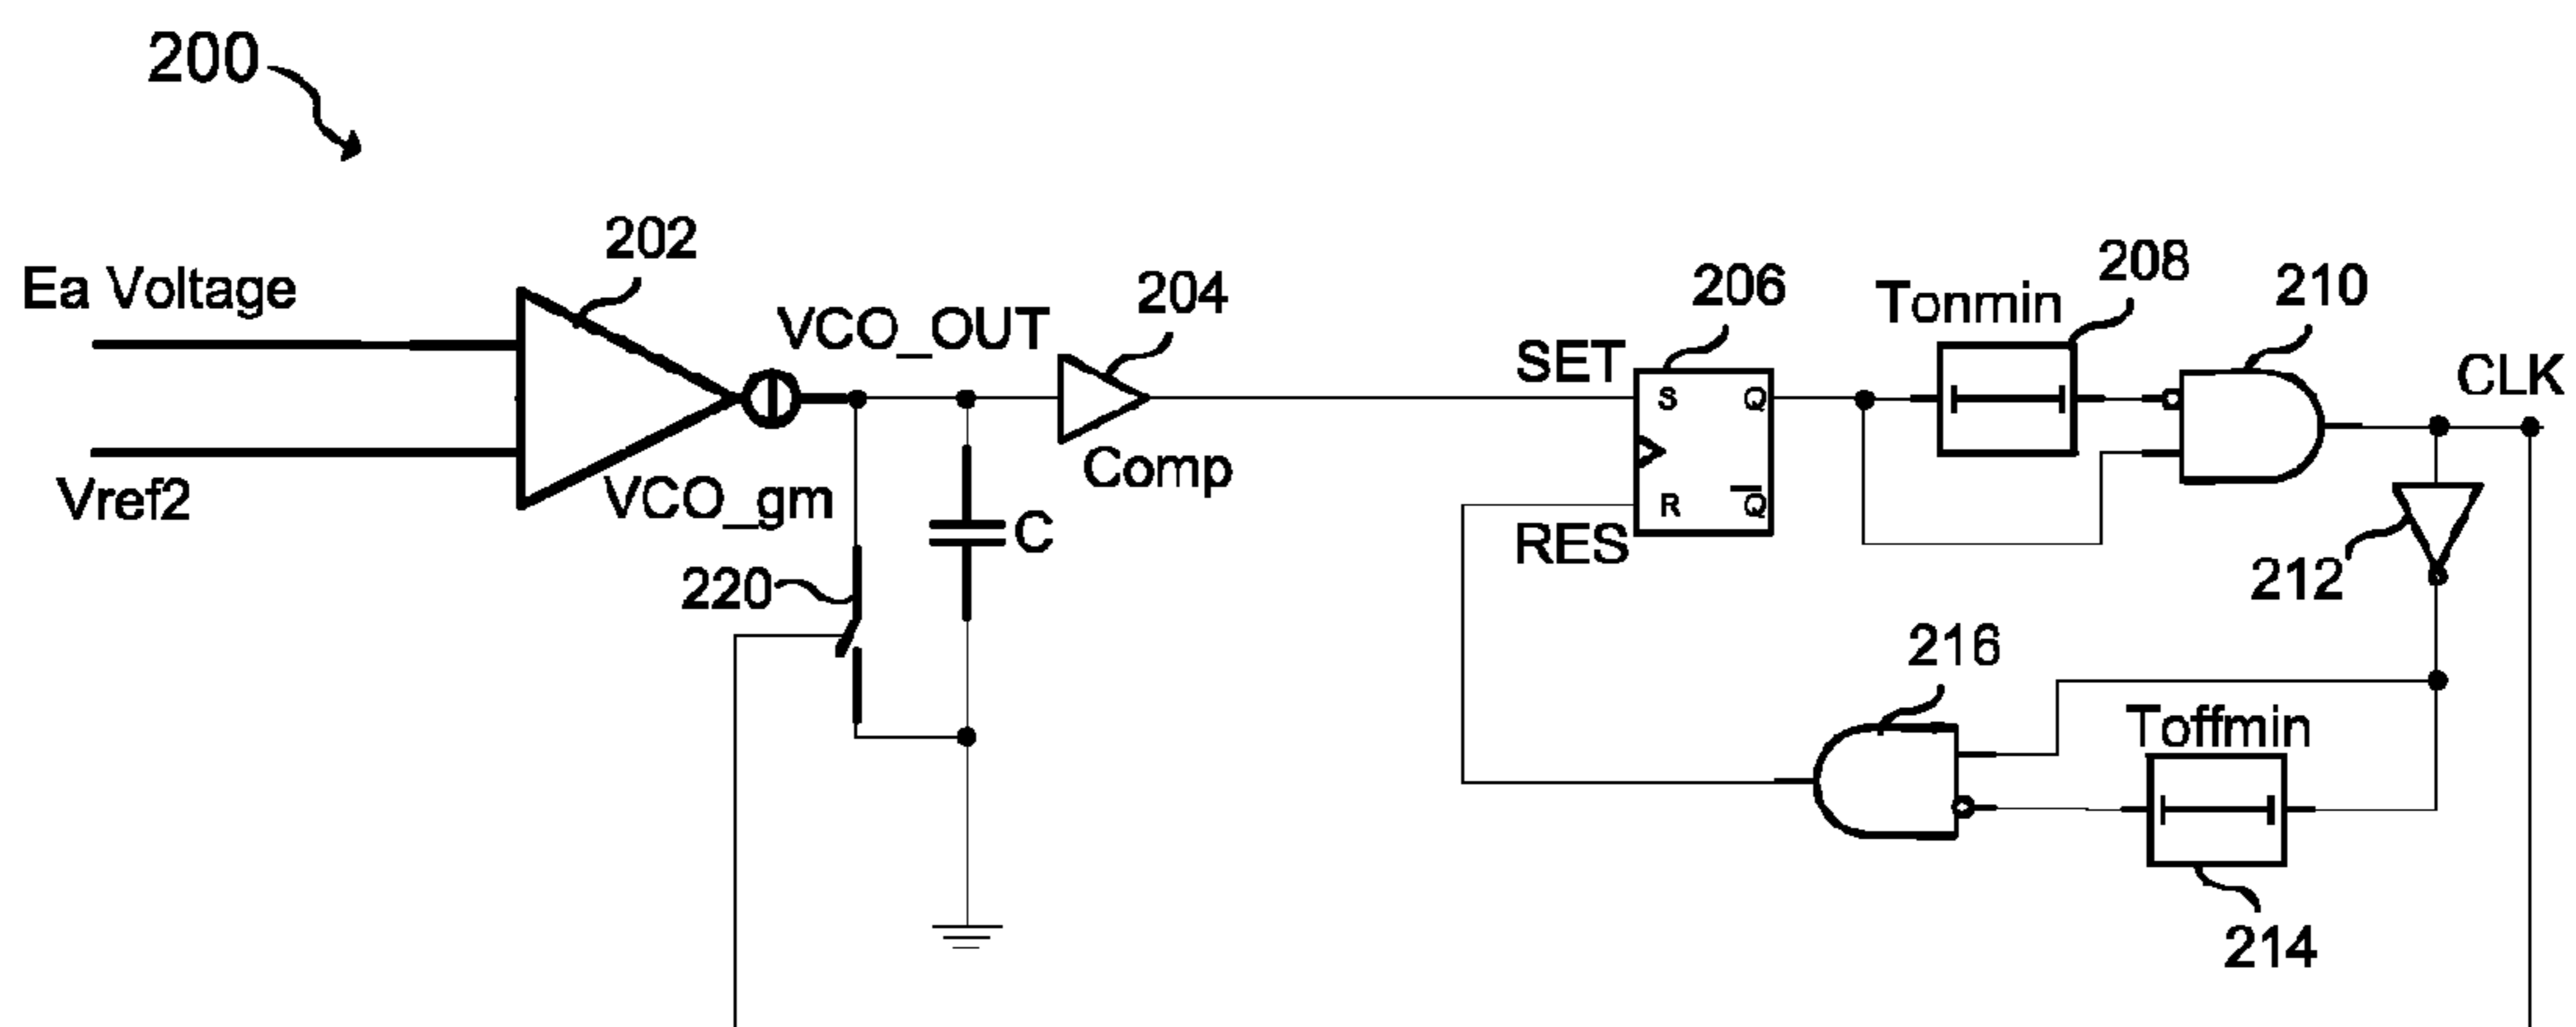 200
202
Ea Voltage
VCO_OUT
204
Vref2
VCO_gm
Comp
220
C
SET
RES
206
S
Q
R
Q
Tonmin
208
210
CLK
212
216
Toffmin
214